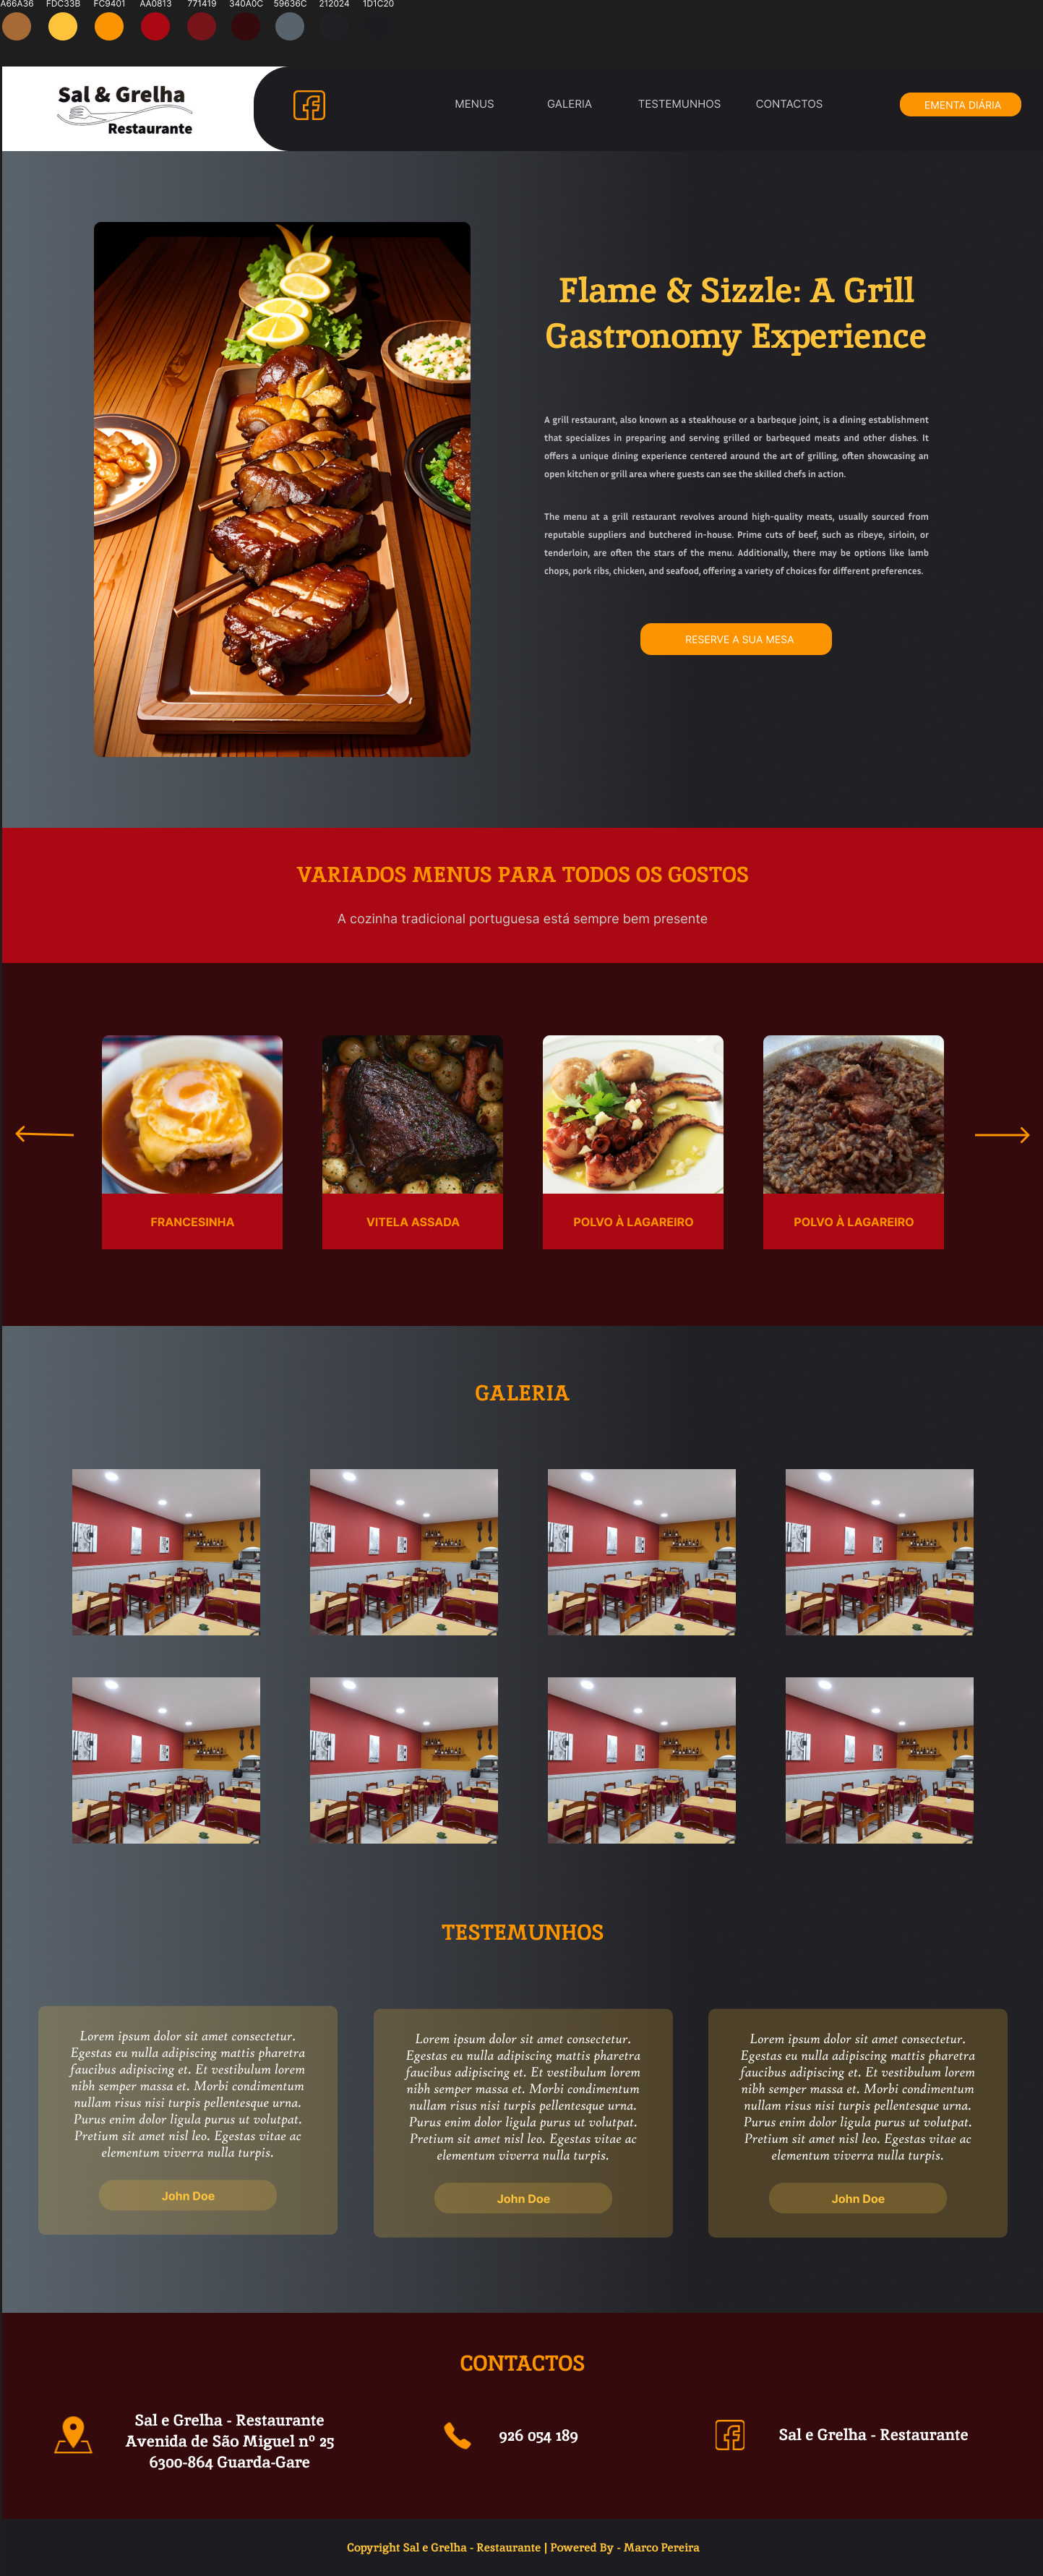 A66A36 FDC33B FC9401 AA0813 771419 340A0C 59636C 212024 1D1C20
Sal & Grelha
Restaurante
MENUS GALERIA TESTEMUNHOS CONTACTOS EMENTA DIÁRIA
Flame & Sizzle: A Grill
Gastronomy Experience
A grill restaurant, also known as a steakhouse or a barbeque joint, is a dining establishment
that specializes in preparing and serving grilled or barbequed meats and other dishes. It
offers a unique dining experience centered around the art of grilling, often showcasing an
open kitchen or grill area where guests can see the skilled chefs in action.
The menu at a grill restaurant revolves around high-quality meats, usually sourced from
reputable suppliers and butchered in-house. Prime cuts of beef, such as ribeye, sirloin, or
tenderloin, are often the stars of the menu. Additionally, there may be options like lamb
chops, pork ribs, chicken, and seafood, offering a variety of choices for different preferences.
RESERVE A SUA MESA
VARIADOS MENUS PARA TODOS OS GOSTOS
A cozinha tradicional portuguesa está sempre bem presente
FRANCESINHA
VITELA ASSADA
POLVO À LAGAREIRO
POLVO À LAGAREIRO
GALERIA
TESTEMUNHOS
Lorem ipsum dolor sit amet consectetur.
Egestas eu nulla adipiscing mattis pharetra
faucibus adipiscing et. Et vestibulum lorem
nibh semper massa et. Morbi condimentum
nullam risus nisi turpis pellentesque urna.
Purus enim dolor ligula purus ut volutpat.
Pretium sit amet nisl leo. Egestas vitae ac
elementum viverra nulla turpis.
John Doe
Lorem ipsum dolor sit amet consectetur.
Egestas eu nulla adipiscing mattis pharetra
faucibus adipiscing et. Et vestibulum lorem
nibh semper massa et. Morbi condimentum
nullam risus nisi turpis pellentesque urna.
Purus enim dolor ligula purus ut volutpat.
Pretium sit amet nisl leo. Egestas vitae ac
elementum viverra nulla turpis.
John Doe
Lorem ipsum dolor sit amet consectetur.
Egestas eu nulla adipiscing mattis pharetra
faucibus adipiscing et. Et vestibulum lorem
nibh semper massa et. Morbi condimentum
nullam risus nisi turpis pellentesque urna.
Purus enim dolor ligula purus ut volutpat.
Pretium sit amet nisl leo. Egestas vitae ac
elementum viverra nulla turpis.
John Doe
CONTACTOS
Sal e Grelha - Restaurante
Avenida de São Miguel nº 25
6300-864 Guarda-Gare
926 054 189
Sal e Grelha - Restaurante
Copyright Sal e Grelha - Restaurante | Powered By - Marco Pereira